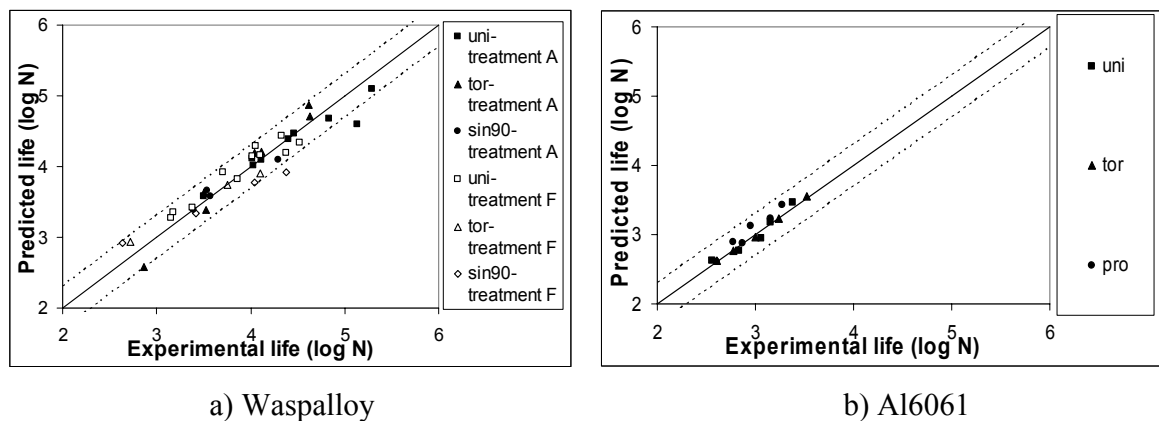 6
5
4
3
2
Predicted life (log N)
2 3 4 5 6
Experimental life (log N)
uni-
treatment A
tor-
treatment A
sin90-
treatment A
uni-
treatment F
tor-
treatment F
sin90-
treatment F
a) Waspalloy
6
5
4
3
2
Predicted life (log N)
2 3 4 5 6
Experimental life (log N)
uni
tor
pro
b) Al6061